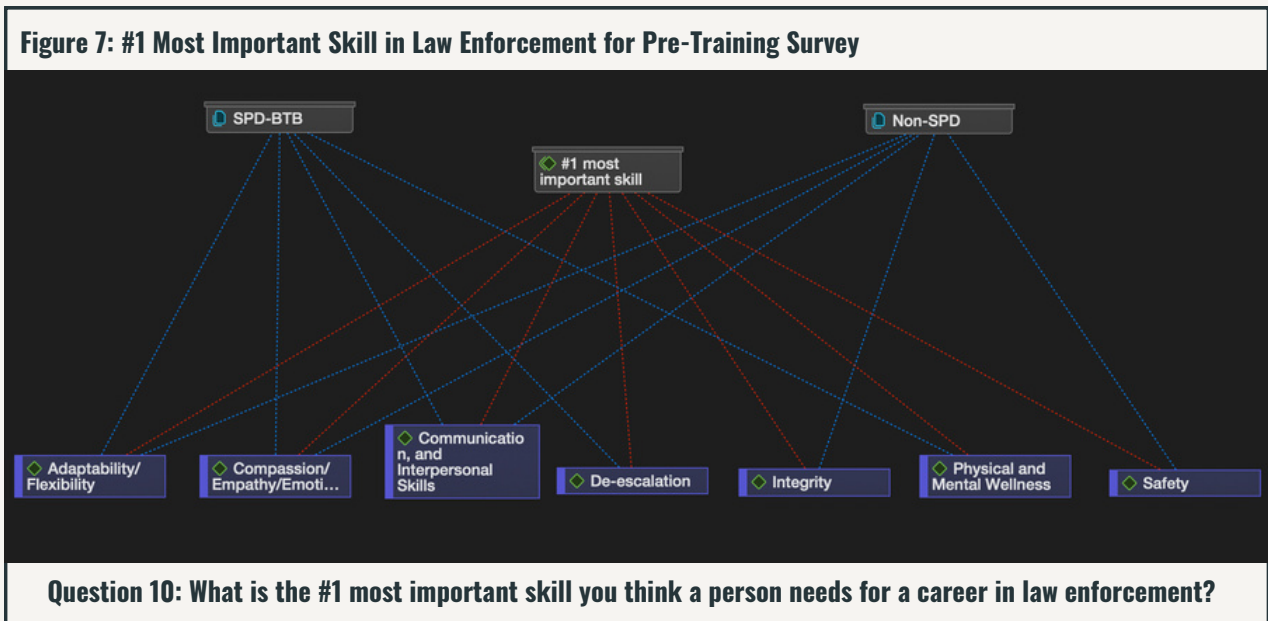 Figure 7: #1 Most Important Skill in Law Enforcement for Pre-Training Survey
SPD-BTB
Non-SPD
#1 most
important skill
Adaptability/
Flexibility
Compassion/
Empathy/Emoti...
Communicatio
n, and
Interpersonal
Skills
De-escalation
Integrity
Physical and
Mental Wellness
Safety
Question 10: What is the #1 most important skill you think a person needs for a career in law enforcement?